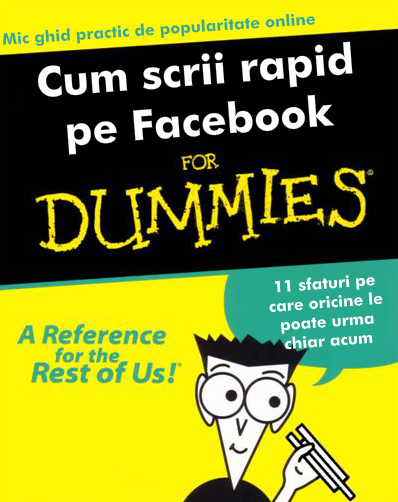 Mic ghid practic de popularitate online
Cum scrii rapid
pe Facebook
FOR
DUMMIES®
11 sfaturi pe
care oricine le
poate urma
chiar acum
A Reference
for the
Rest of Us!®